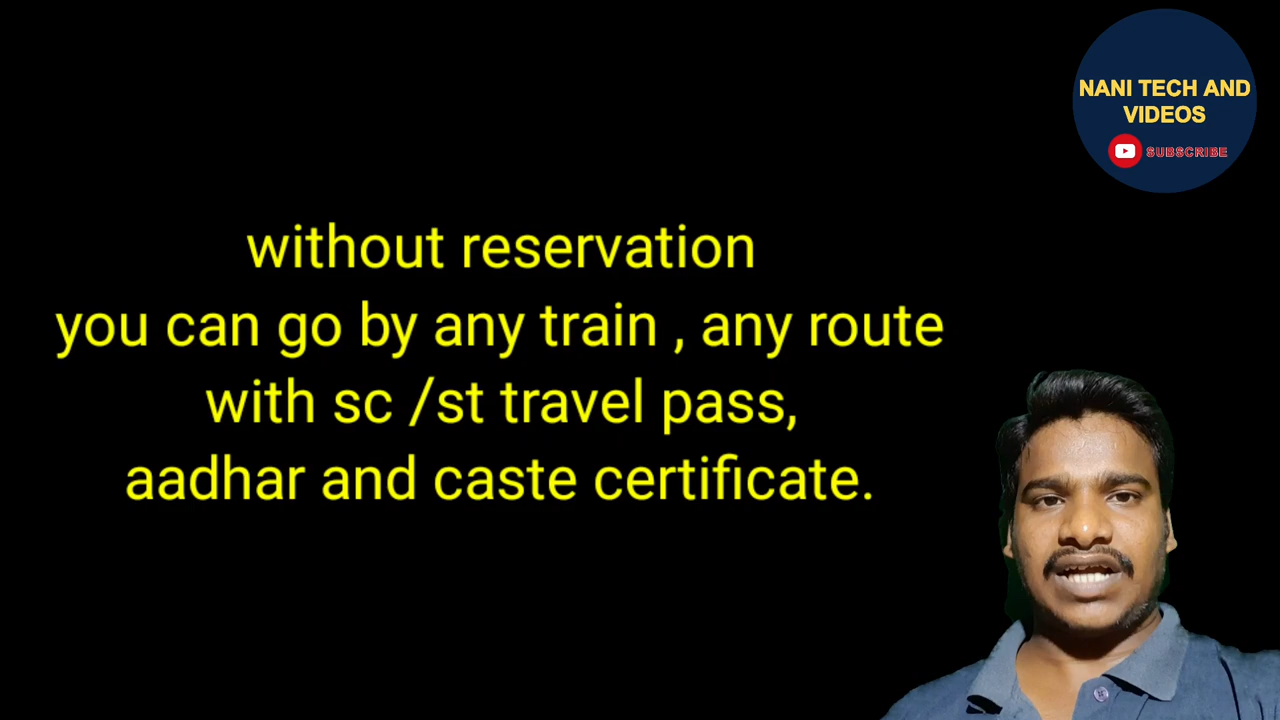 NANI TECH AND
VIDEOS
SUBSCRIBE
without reservation
you can go by any train , any route
with sc /st travel pass,
aadhar and caste certificate.